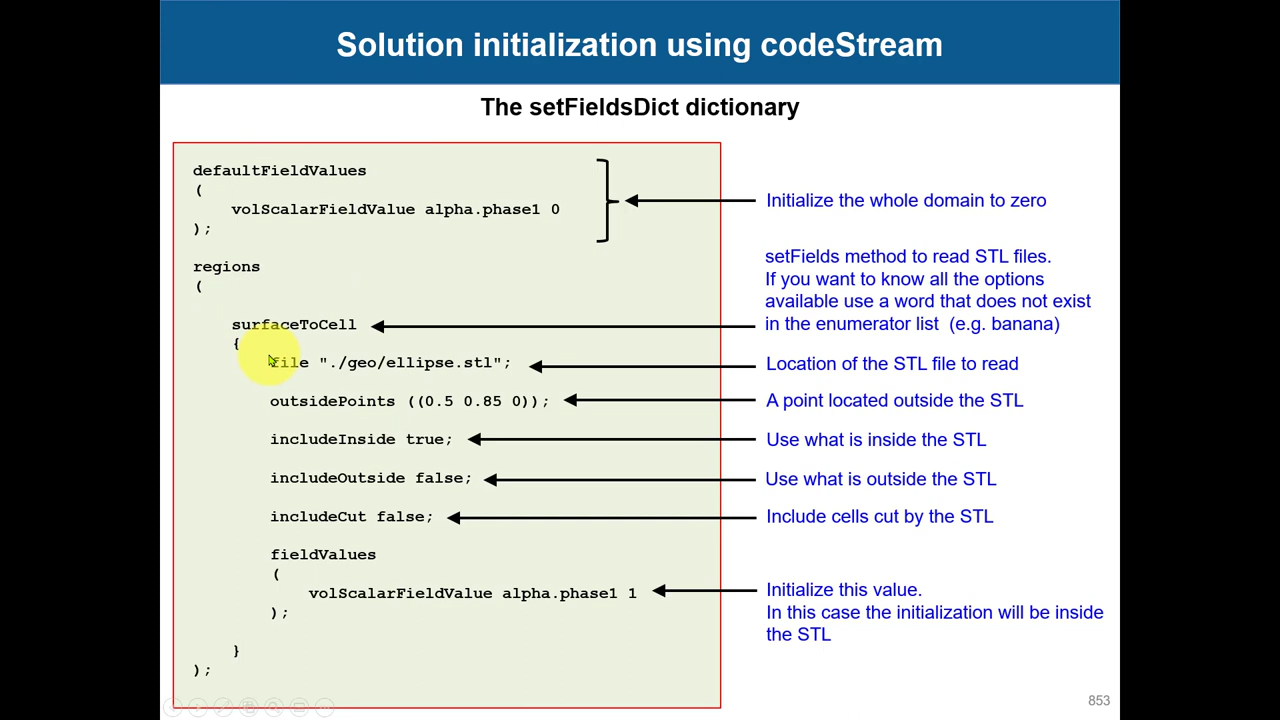 Solution initialization using codeStream
The setFieldsDict dictionary
defaultFieldValues
(
volScalarFieldValue alpha.phase1 0
);
Initialize the whole domain to zero
regions
(
setFields method to read STL files.
If you want to know all the options
available use a word that does not exist
in the enumerator list (e.g. banana)
surfaceToCell
{
file "./geo/ellipse.stl";
Location of the STL file to read
outsidePoints ((0.5 0.85 0));
A point located outside the STL
includeInside true;
Use what is inside the STL
includeOutside false;
Use what is outside the STL
includeCut false;
Include cells cut by the STL
fieldValues
(
volScalarFieldValue alpha.phase1 1
);
Initialize this value.
In this case the initialization will be inside
the STL
}
);
853